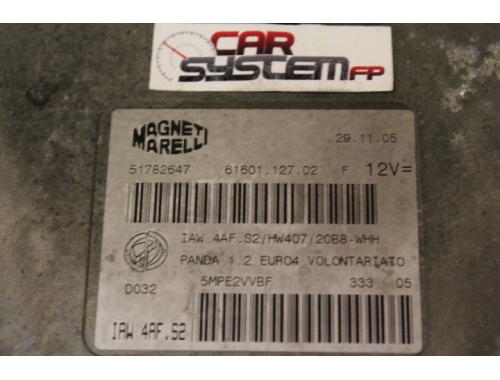 CAR
SYSTEM FP
MAGNETI
MARELLI
29.11.05
51782647 61601.127.02 F 12V=
IAW 4AF.S2/HW407/20B8-WHH
PANDA 1.2 EURO4 VOLONTARIATO
D032 5MPE2VVBF 333 05
IAW 4AF.S2